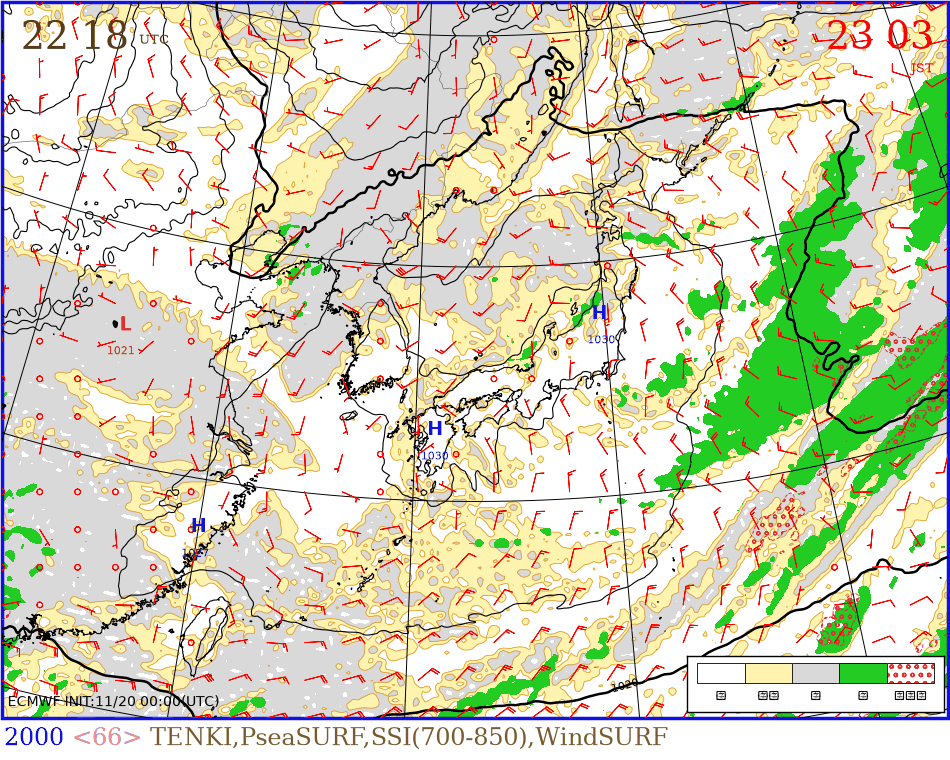 22 18 UTC
23 03
JST
H
1030
L
1021
H
1030
H
1020
ECMWF INIT:11/20 00:00(UTC)
2000 <66> TENKI,PseaSURF,SSI(700-850),WindSURF